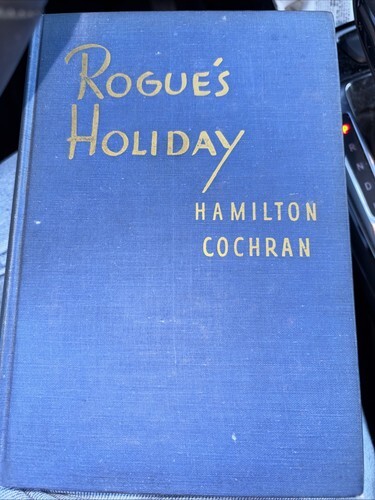 ROGUE'S
HOLIDAY
HAMILTON
COCHRAN
R
N
D